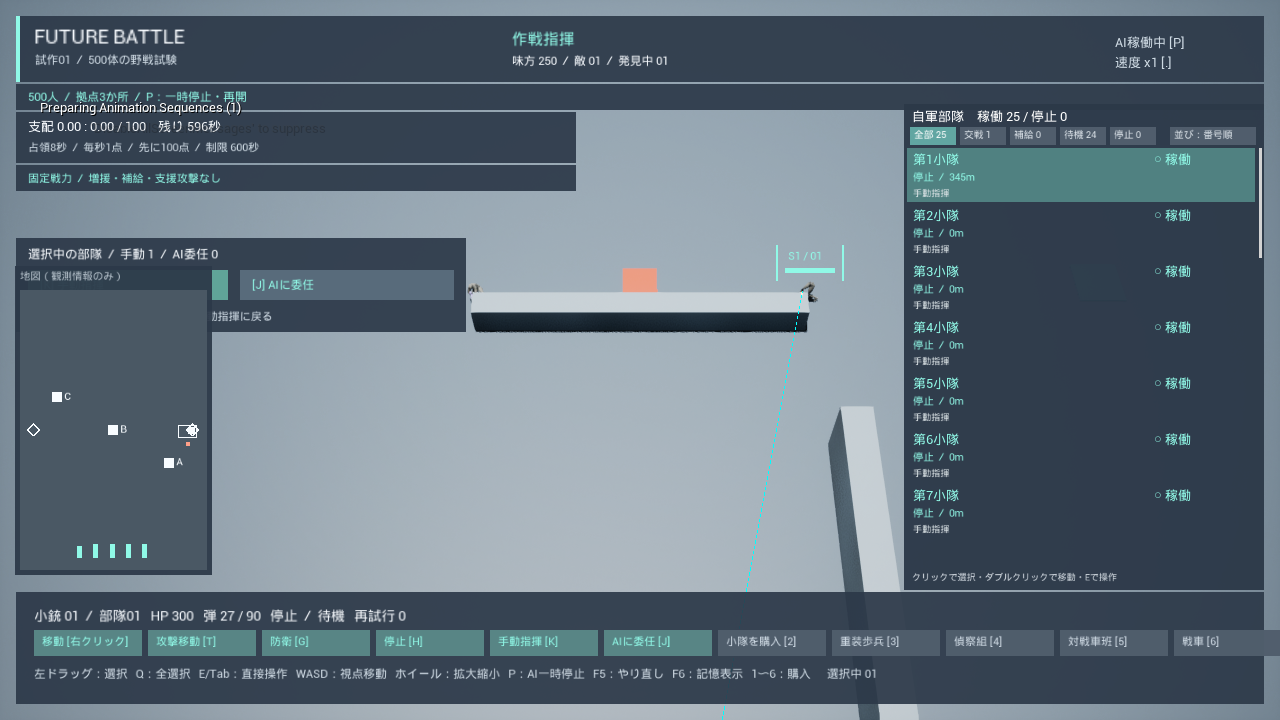 FUTURE BATTLE
試作01 / 500体の野戦試験
作戦指揮
味方 250 / 敵 01 / 発見中 01
AI稼働中 [P]
速度 x1 [.]
500人 / 拠点3か所 / P:一時停止・再開
Preparing Animation Sequences (1)
支配 0.00 : 0.00 / 100 残り 596秒
to suppress
占領8秒 / 毎秒1点 / 先に100点 / 制限 600秒
固定戦力 / 増援・補給・支援攻撃なし
選択中の部隊 / 手動 1 / AI委任 0
地図(観測情報のみ)
[J] AIに委任
指揮に戻る
C
B
A
S1 / 01
自軍部隊 稼働 25 / 停止 0
全部 25
交戦 1
補給 0
待機 24
停止 0
並び:番号順
第1小隊
○ 稼働
停止 / 345m
手動指揮
第2小隊
○ 稼働
停止 / 0m
手動指揮
第3小隊
○ 稼働
停止 / 0m
手動指揮
第4小隊
○ 稼働
停止 / 0m
手動指揮
第5小隊
○ 稼働
停止 / 0m
手動指揮
第6小隊
○ 稼働
停止 / 0m
手動指揮
第7小隊
○ 稼働
停止 / 0m
手動指揮
クリックで選択・ダブルクリックで移動・Eで操作
小銃 01 / 部隊01 HP 300 弾 27 / 90 停止 / 待機 再試行 0
移動 [右クリック]
攻撃移動 [T]
防衛 [G]
停止 [H]
手動指揮 [K]
AIに委任 [J]
小隊を購入 [2]
重装歩兵 [3]
偵察組 [4]
対戦車班 [5]
戦車 [6]
左ドラッグ:選択 Q:全選択 E/Tab:直接操作 WASD:視点移動 ホイール:拡大縮小 P:AI一時停止 F5:やり直し F6:記憶表示 1〜6:購入 選択中 01